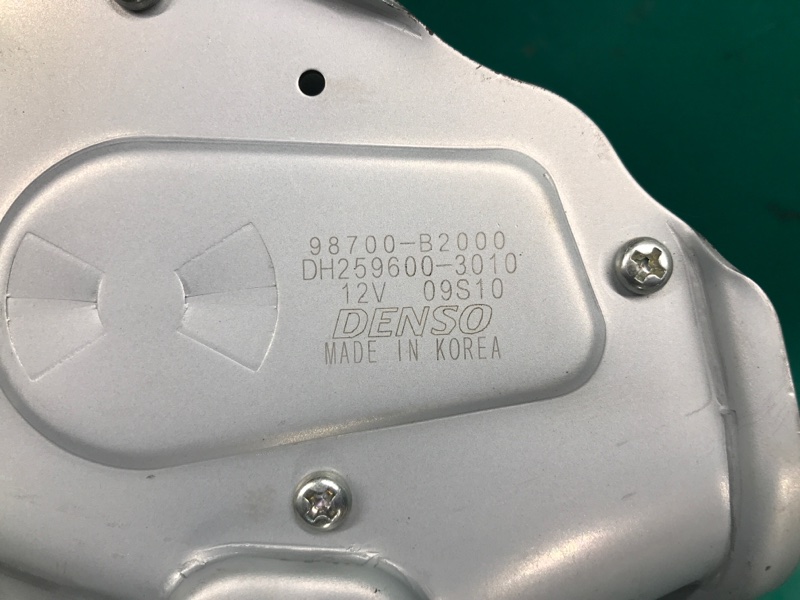 98700-B2000
DH259600-3010
12V 09S10
DENSO
MADE IN KOREA